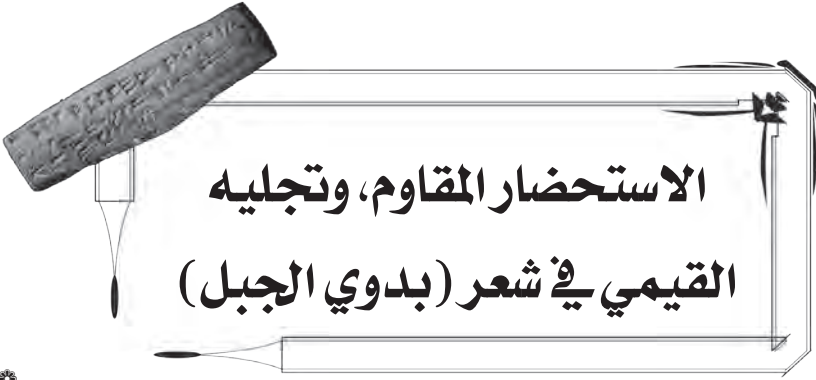 الاستحضار المقاوم، وتجليه
القيمي في شعر (بدوي الجبل)